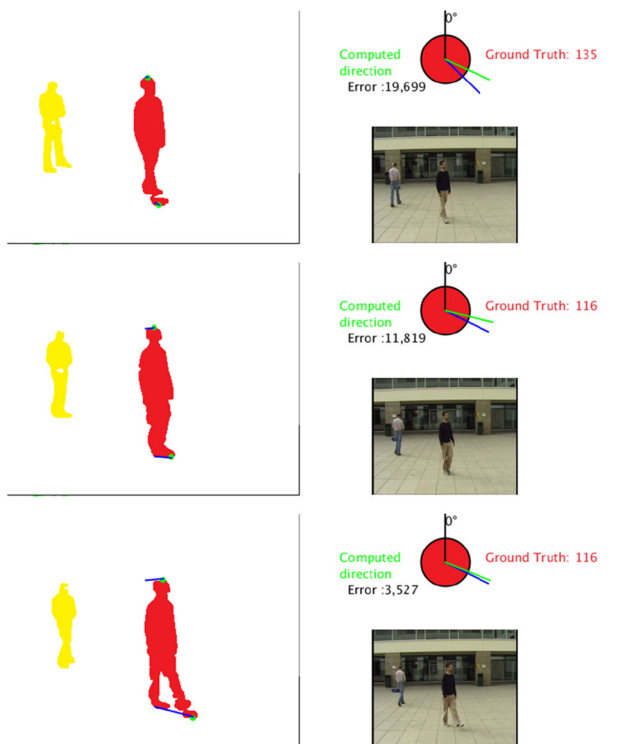 0°
Computed
direction
Ground Truth: 135
Error :19,699
0°
Computed
direction
Ground Truth: 116
Error :11,819
0°
Computed
direction
Ground Truth: 116
Error :3,527